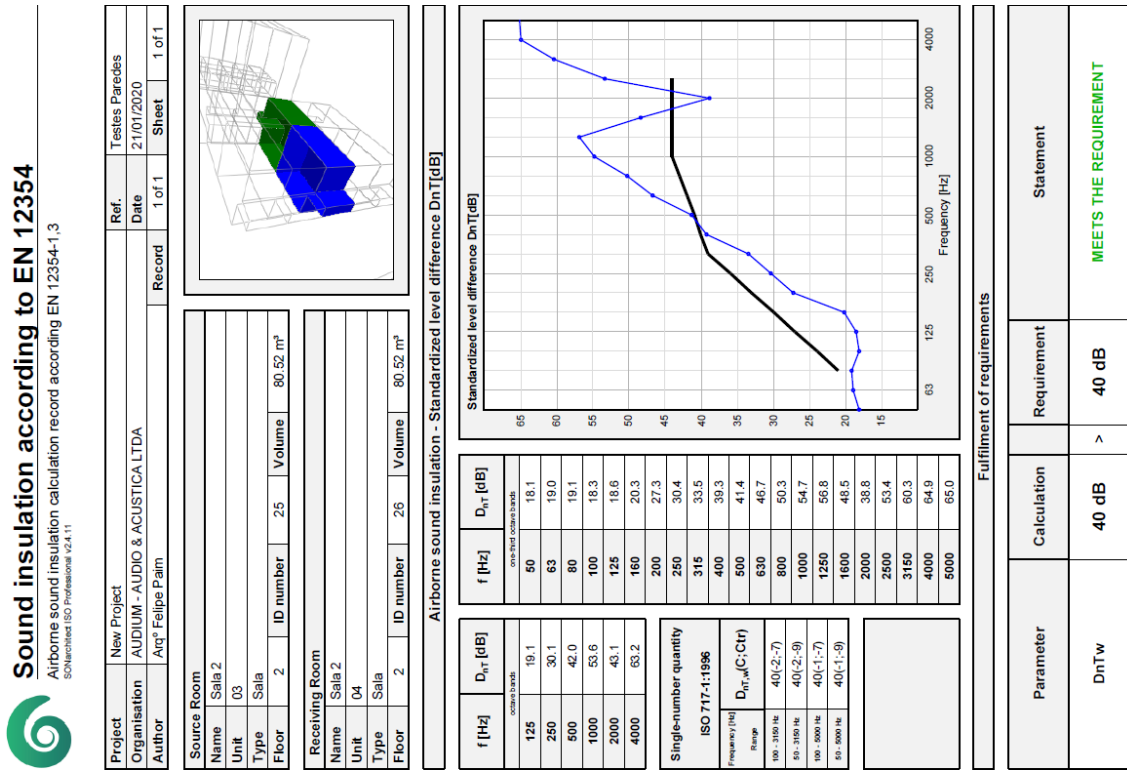 Sound insulation according to EN 12354
Airborne sound insulation calculation record according EN 12354-1,3
SONarchitect ISO Professional v2.4.11
Project New Project Ref. Testes Paredes
Organisation AUDIUM - AUDIO & ACUSTICA LTDA Date 21/01/2020
Author Arqº Felipe Paim Record 1 of 1 Sheet 1 of 1
Source Room
Name Sala 2
Unit 03
Type Sala
Floor 2 ID number 25 Volume 80.52 m³
Receiving Room
Name Sala 2
Unit 04
Type Sala
Floor 2 ID number 26 Volume 80.52 m³
Airborne sound insulation - Standardized level difference DnT[dB]
f [Hz] DnT [dB]
octave bands
125 19.1
250 30.1
500 42.0
1000 53.6
2000 43.1
4000 63.2
Single-number quantity
ISO 717-1:1996
Frequency [Hz] Range DnT,w(C;Ctr)
100 - 3150 Hz 40(-2;-7)
50 - 3150 Hz 40(-2;-9)
100 - 5000 Hz 40(-1;-7)
50 - 5000 Hz 40(-1;-9)
f [Hz] DnT [dB]
one-third octave bands
50 18.1
63 19.0
80 19.1
100 18.3
125 18.6
160 20.3
200 27.3
250 30.4
315 33.5
400 39.3
500 41.4
630 46.7
800 50.3
1000 54.7
1250 56.8
1600 48.5
2000 38.8
2500 53.4
3150 60.3
4000 64.9
5000 65.0
Standardized level difference DnT[dB]
65
60
55
50
45
40
35
30
25
20
15
63 125 250 500 1000 2000 4000
Frequency [Hz]
Fulfilment of requirements
Parameter Calculation Requirement Statement
DnTw 40 dB > 40 dB MEETS THE REQUIREMENT